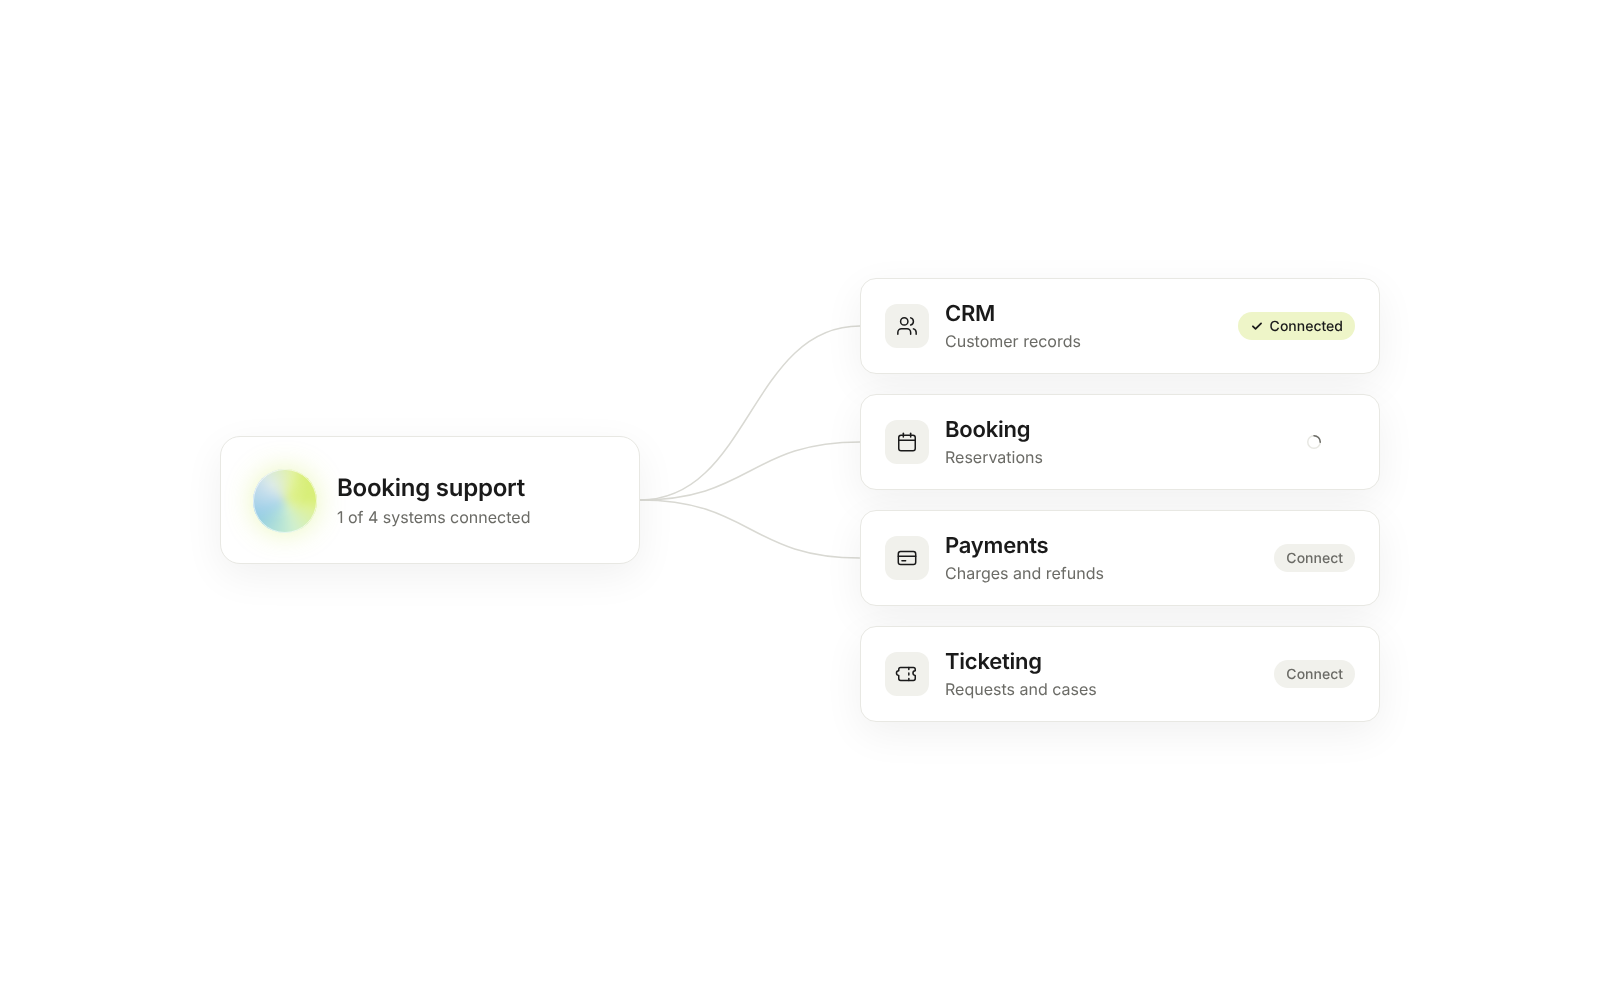 Booking support
1 of 4 systems connected
CRM
Customer records
Connected
Booking
Reservations
Payments
Charges and refunds
Connect
Ticketing
Requests and cases
Connect